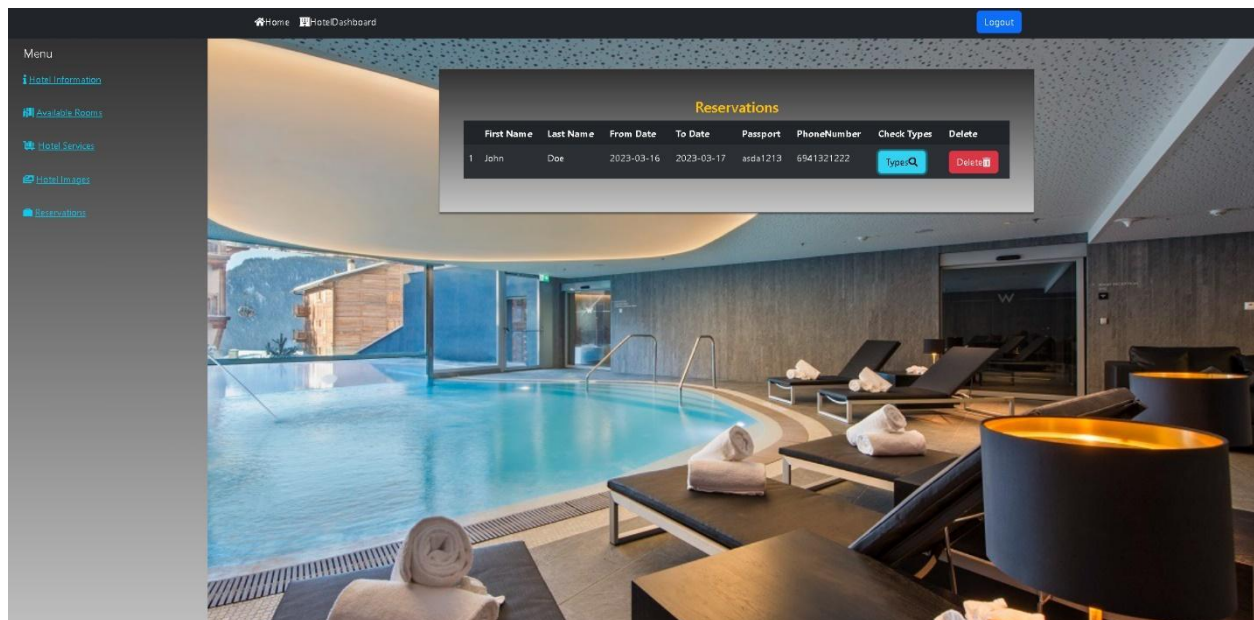 Home HotelDashboard Logout
Menu
Hotel Information
Available Rooms
Hotel Services
Hotel Images
Reservations
Reservations
First Name Last Name From Date To Date Passport PhoneNumber Check Types Delete
1 John Doe 2023-03-16 2023-03-17 asda1213 6941321222 Types Delete
W